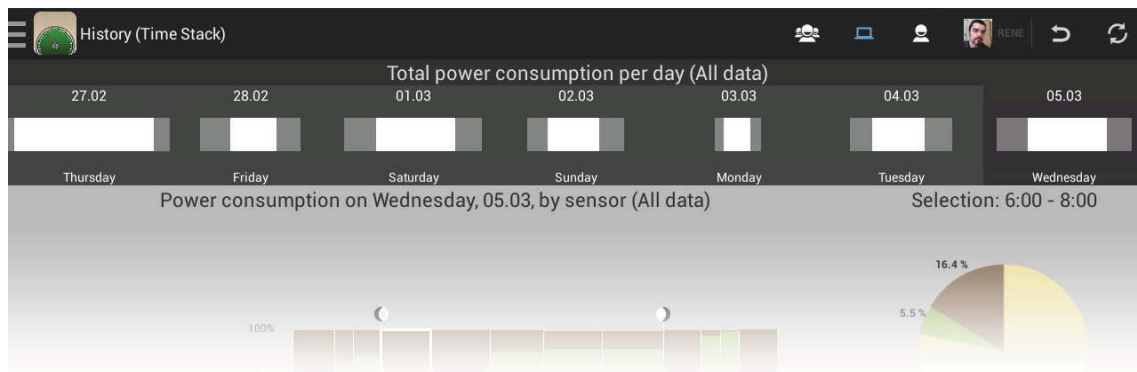 History (Time Stack)
RENE
Total power consumption per day (All data)
27.02 28.02 01.03 02.03 03.03 04.03 05.03
Thursday Friday Saturday Sunday Monday Tuesday Wednesday
Power consumption on Wednesday, 05.03, by sensor (All data)
Selection: 6:00 - 8:00
16.4 %
5.5 %
100%